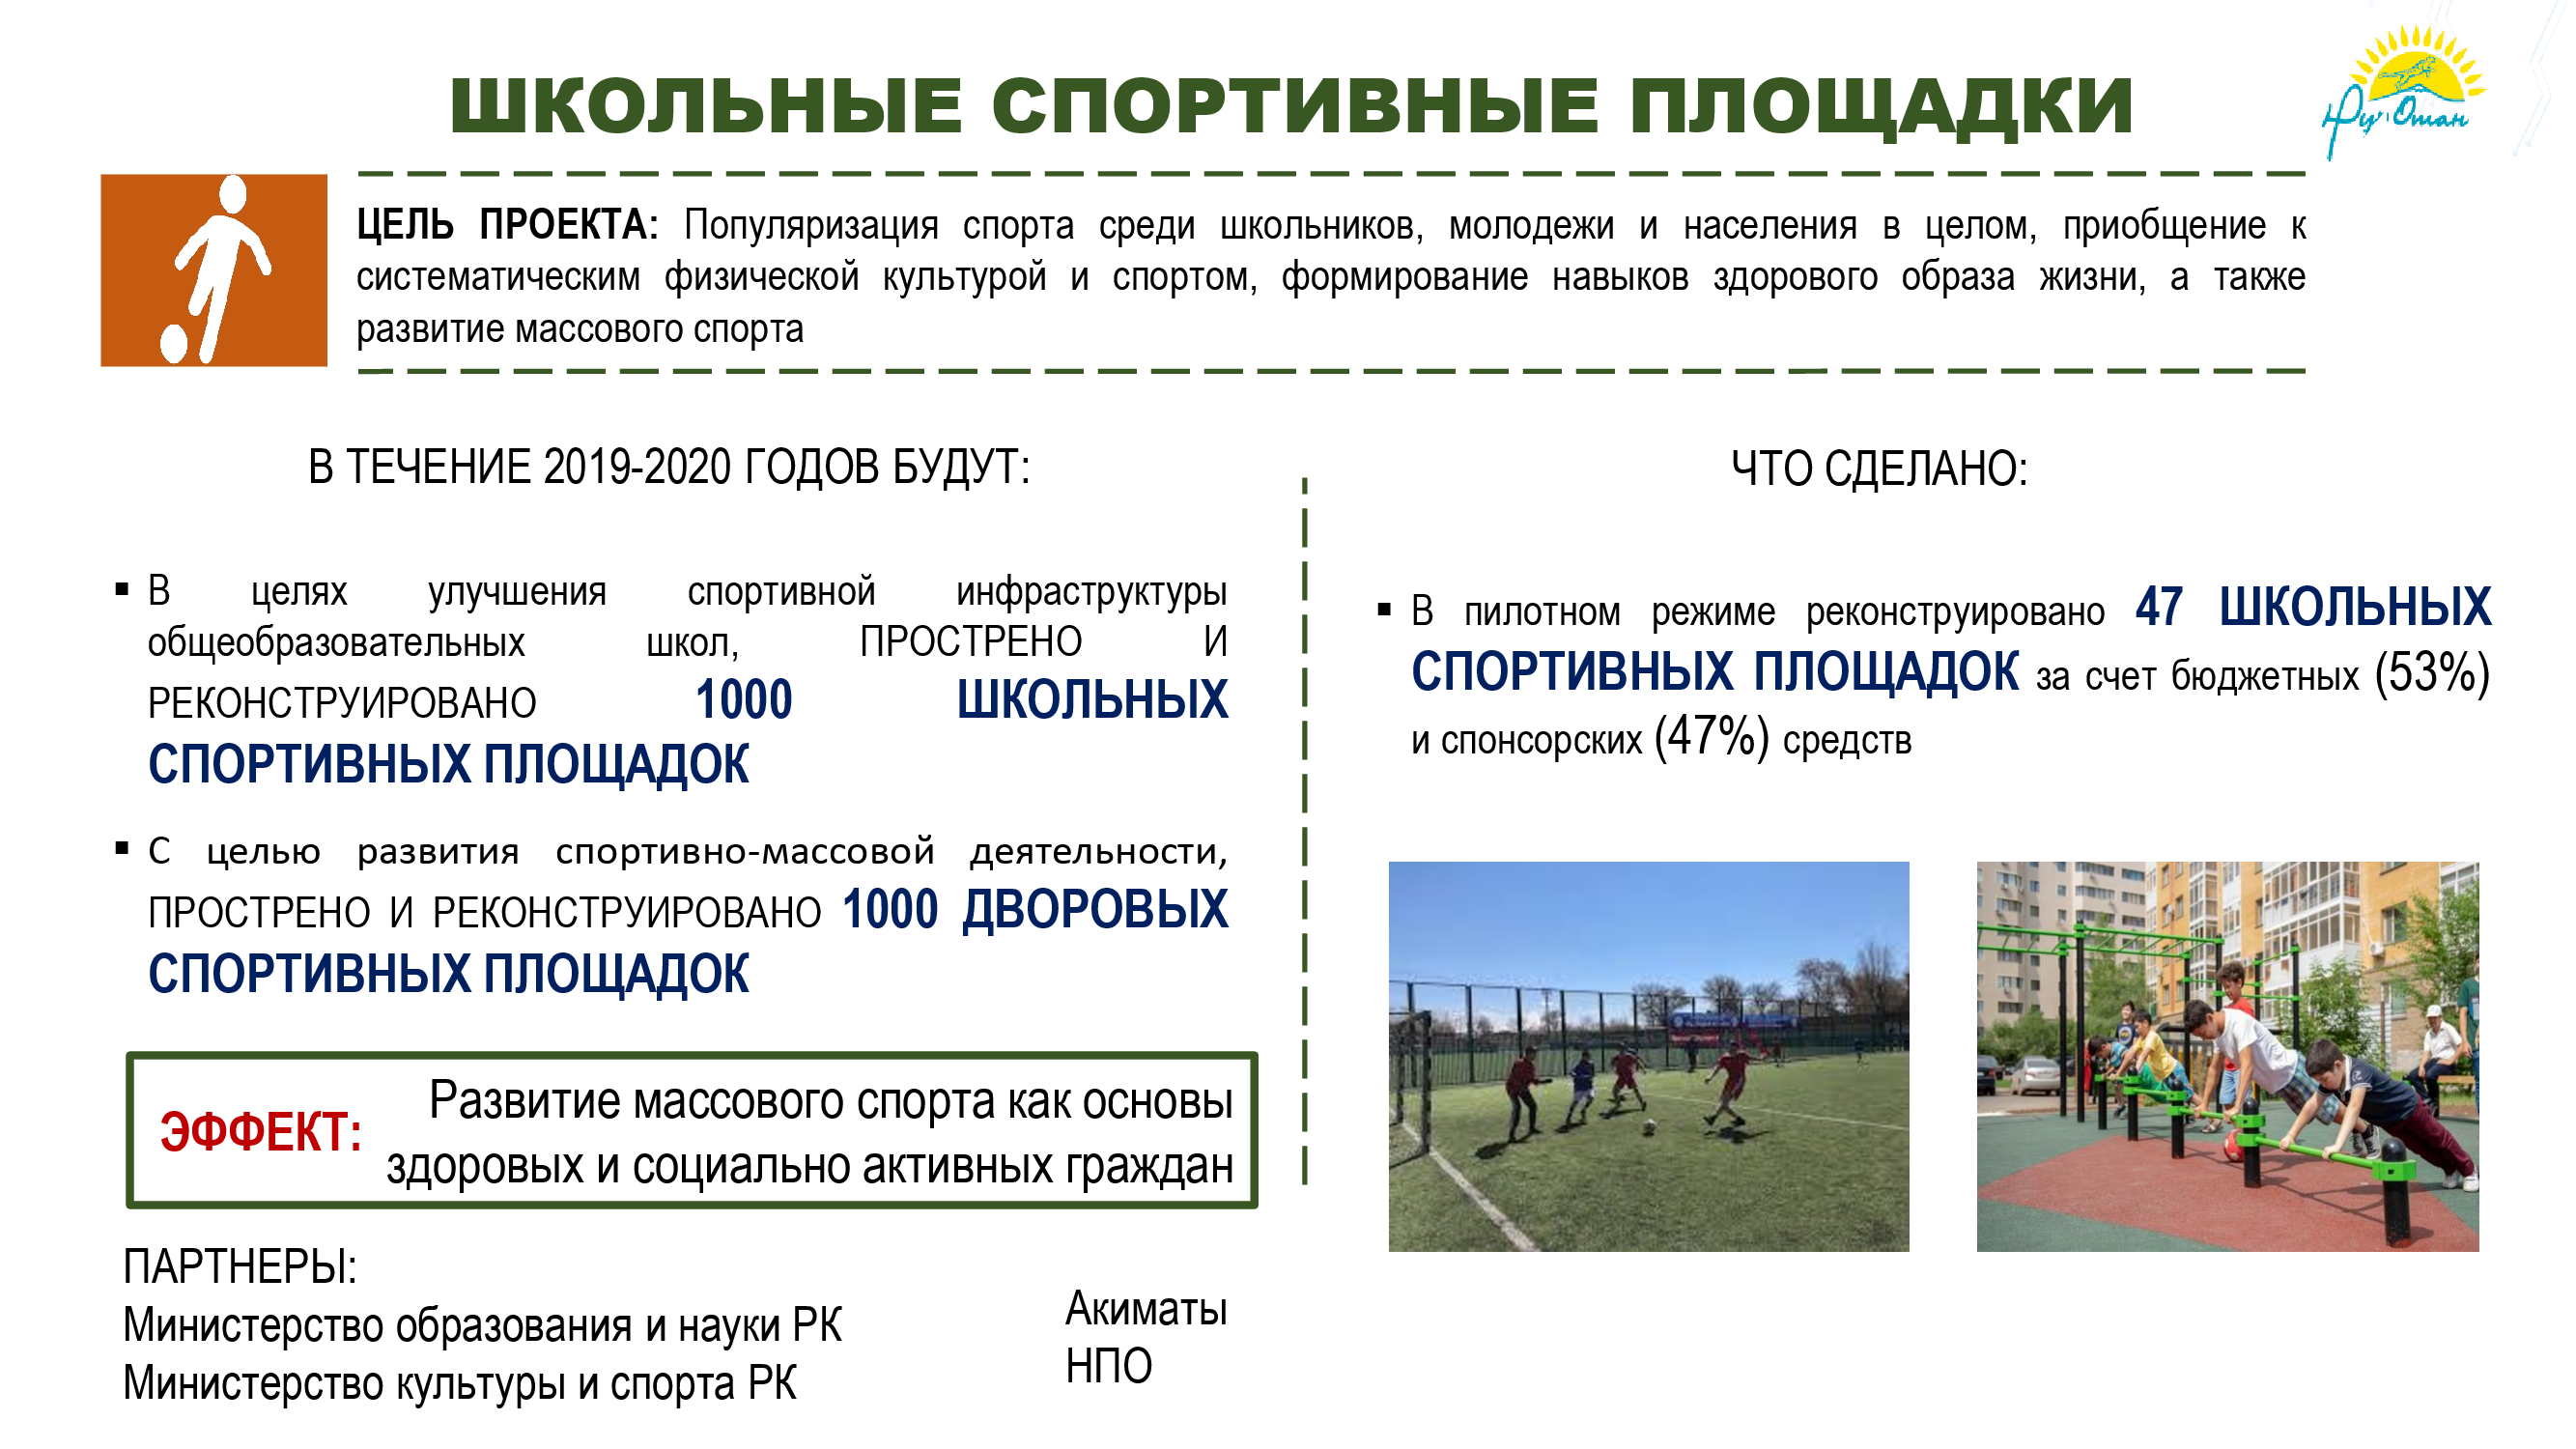 ШКОЛЬНЫЕ СПОРТИВНЫЕ ПЛОЩАДКИ
ЦЕЛЬ ПРОЕКТА: Популяризация спорта среди школьников, молодежи и населения в целом, приобщение к
систематическим физической культурой и спортом, формирование навыков здорового образа жизни, а также
развитие массового спорта
В ТЕЧЕНИЕ 2019-2020 ГОДОВ БУДУТ:
▪ В целях улучшения спортивной инфраструктуры
общеобразовательных школ, ПРОСТРЕНО И
РЕКОНСТРУИРОВАНО 1000 ШКОЛЬНЫХ
СПОРТИВНЫХ ПЛОЩАДОК
▪ С целью развития спортивно-массовой деятельности,
ПРОСТРЕНО И РЕКОНСТРУИРОВАНО 1000 ДВОРОВЫХ
СПОРТИВНЫХ ПЛОЩАДОК
ЭФФЕКТ: Развитие массового спорта как основы
здоровых и социально активных граждан
ПАРТНЕРЫ:
Министерство образования и науки РК
Министерство культуры и спорта РК
Акиматы
НПО
ЧТО СДЕЛАНО:
▪ В пилотном режиме реконструировано 47 ШКОЛЬНЫХ
СПОРТИВНЫХ ПЛОЩАДОК за счет бюджетных (53%)
и спонсорских (47%) средств